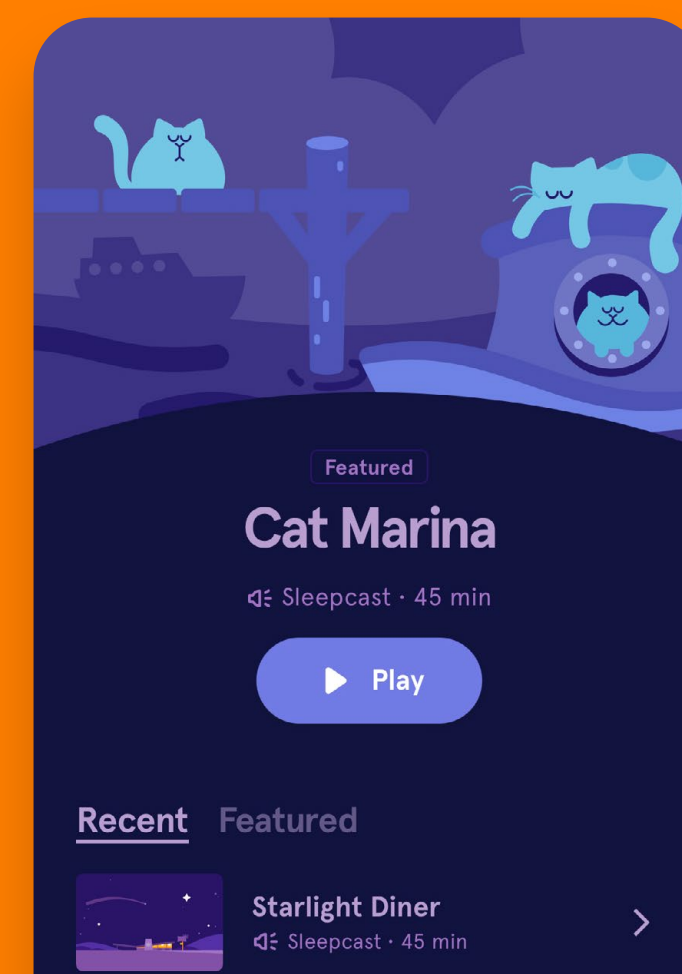 Featured
Cat Marina
Sleepcast · 45 min
Play
Recent Featured
Starlight Diner
Sleepcast · 45 min